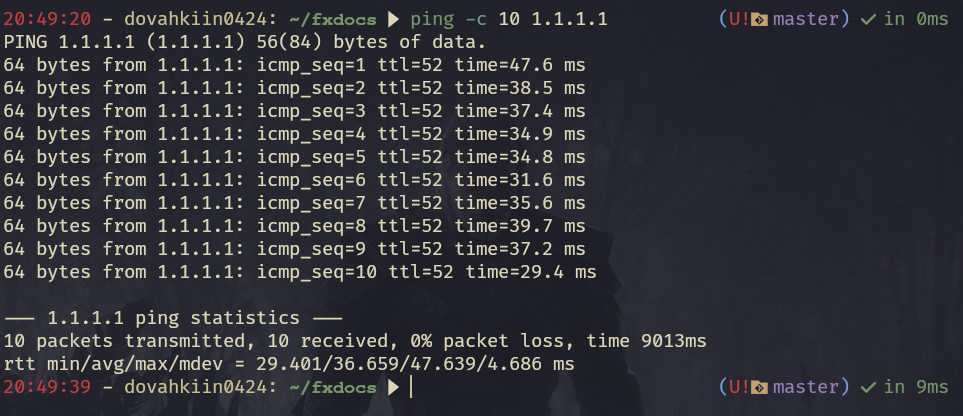 20:49:20 - dovahkiin0424: ~/fxdocs ▶ ping -c 10 1.1.1.1 (U! master) ✓ in 0ms
PING 1.1.1.1 (1.1.1.1) 56(84) bytes of data.
64 bytes from 1.1.1.1: icmp_seq=1 ttl=52 time=47.6 ms
64 bytes from 1.1.1.1: icmp_seq=2 ttl=52 time=38.5 ms
64 bytes from 1.1.1.1: icmp_seq=3 ttl=52 time=37.4 ms
64 bytes from 1.1.1.1: icmp_seq=4 ttl=52 time=34.9 ms
64 bytes from 1.1.1.1: icmp_seq=5 ttl=52 time=34.8 ms
64 bytes from 1.1.1.1: icmp_seq=6 ttl=52 time=31.6 ms
64 bytes from 1.1.1.1: icmp_seq=7 ttl=52 time=35.6 ms
64 bytes from 1.1.1.1: icmp_seq=8 ttl=52 time=39.7 ms
64 bytes from 1.1.1.1: icmp_seq=9 ttl=52 time=37.2 ms
64 bytes from 1.1.1.1: icmp_seq=10 ttl=52 time=29.4 ms
--- 1.1.1.1 ping statistics ---
10 packets transmitted, 10 received, 0% packet loss, time 9013ms
rtt min/avg/max/mdev = 29.401/36.659/47.639/4.686 ms
20:49:39 - dovahkiin0424: ~/fxdocs ▶ (U! master) ✓ in 9ms